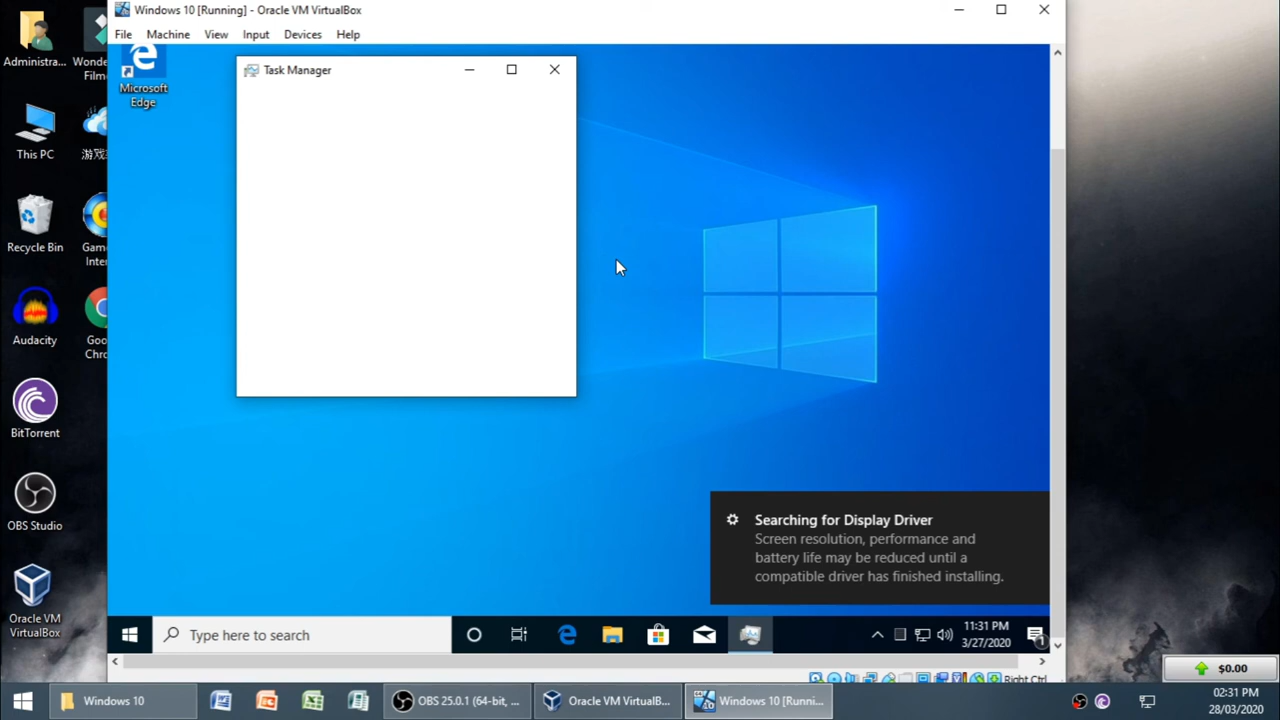 Windows 10 [Running] - Oracle VM VirtualBox
File Machine View Input Devices Help
Administra...
Wonde
Filmo
This PC
游戏
Recycle Bin
Game
Inter
Audacity
Goo
Chro
BitTorrent
OBS Studio
Oracle VM
VirtualBox
Microsoft
Edge
Task Manager
Searching for Display Driver
Screen resolution, performance and
battery life may be reduced until a
compatible driver has finished installing.
Type here to search
11:31 PM
3/27/2020
1
Right Ctrl
$0.00
Windows 10
OBS 25.0.1 (64-bit, ...
Oracle VM VirtualB...
Windows 10 [Runni...
02:31 PM
28/03/2020